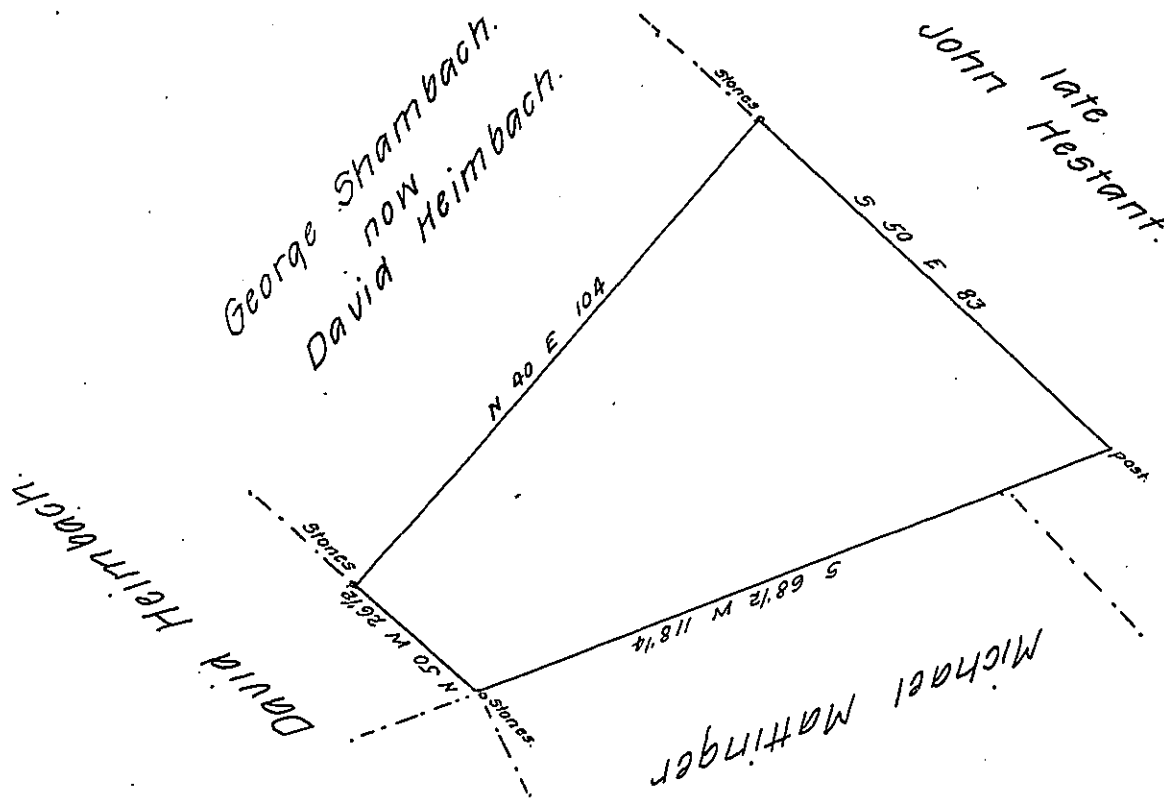 George Shambach.
now
David Heimbach.
John late
Hestant.
Stones
S 50 E 83
N 40 E 104
post.
Stones
N 50 W 26 1/2
S 68 1/2 W 118 1/4
Stones.
David Heimbach.
Michael Mattinger